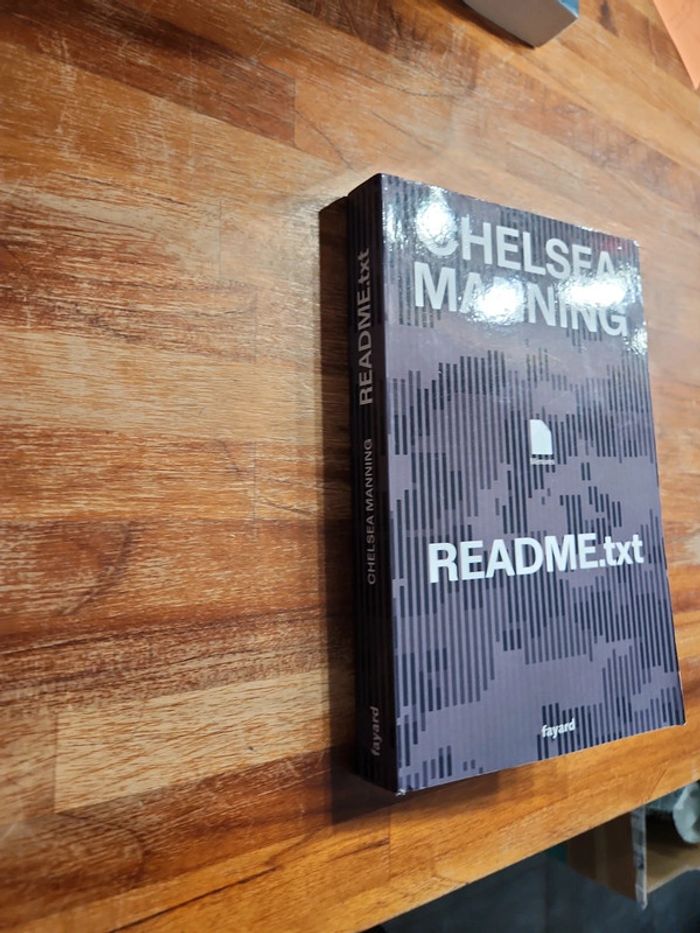 CHELSEA
MANNING
README.txt
fayard
README.txt
CHELSEA MANNING
fayard